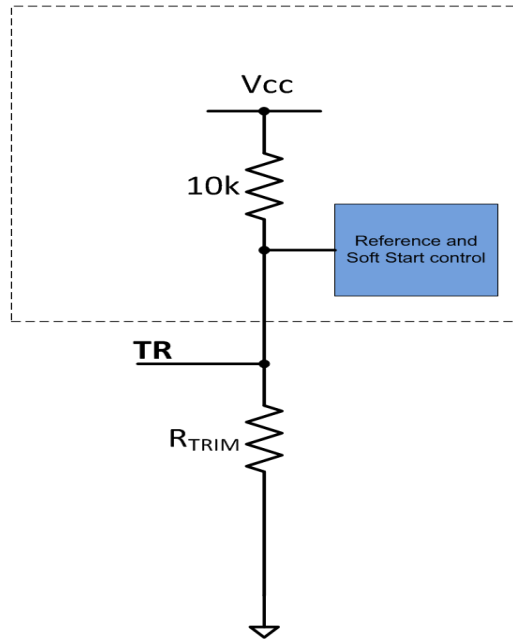 Vcc
10k
Reference and
Soft Start control
TR
RTRIM